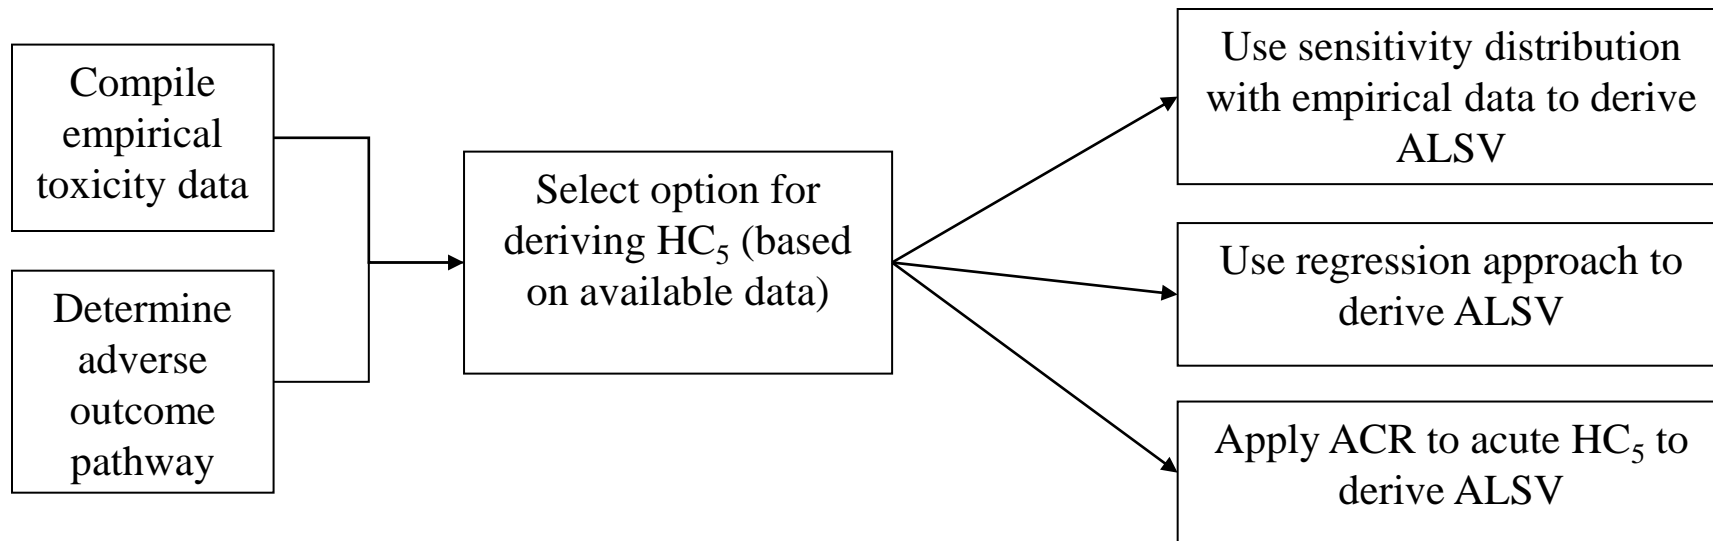 Compile
empirical
toxicity data
Determine
adverse
outcome
pathway
Select option for
deriving HC₅ (based
on available data)
Use sensitivity distribution
with empirical data to derive
ALSV
Use regression approach to
derive ALSV
Apply ACR to acute HC₅ to
derive ALSV